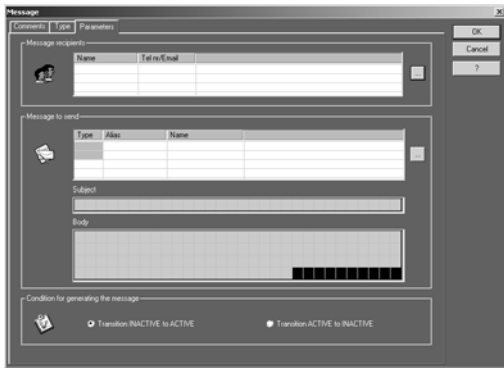 Message
Comments Type Parameters
OK
Cancel
?
Message recipients
Name Tel nr/Email
...
Message to send
Type Alias Name
...
Subject
Body
Condition for generating the message
Transition INACTIVE to ACTIVE
Transition ACTIVE to INACTIVE